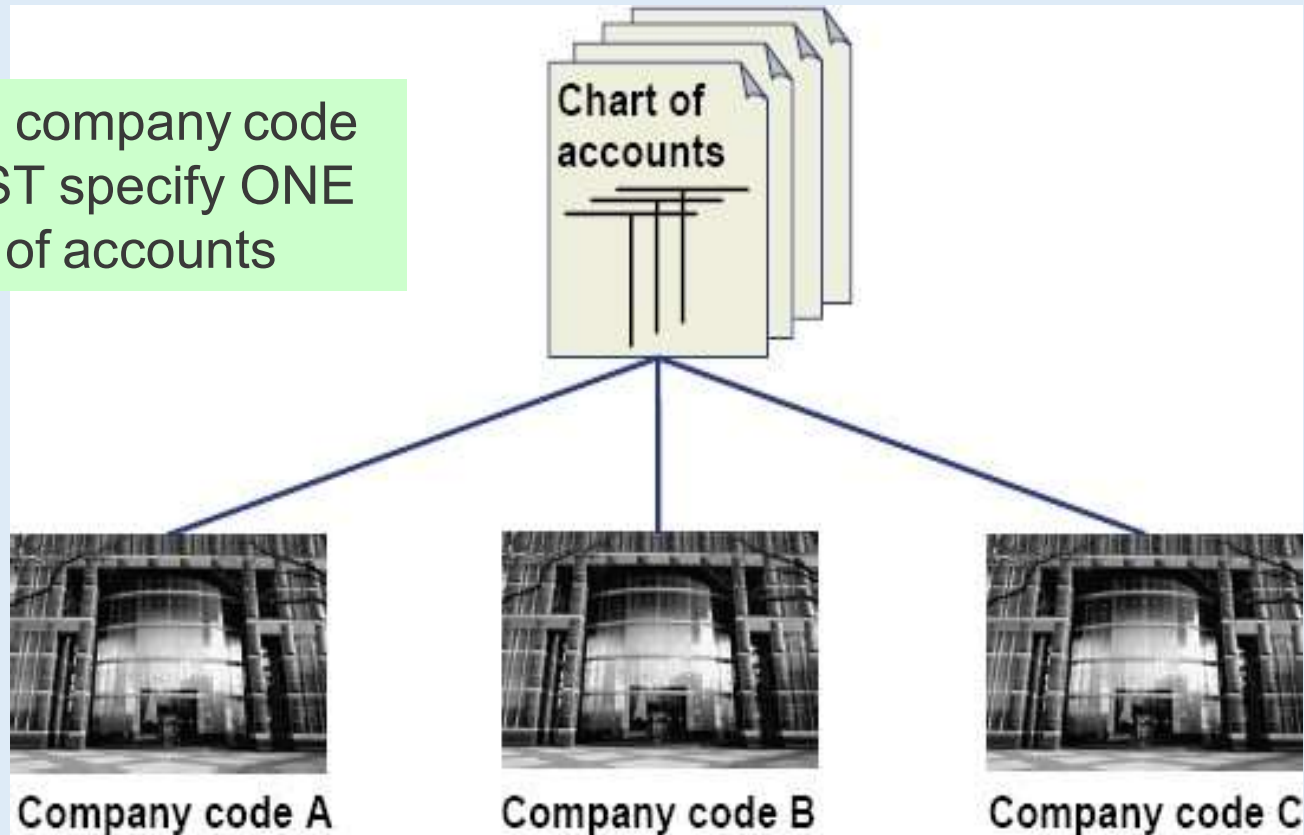 company code
ST specify ONE
of accounts
Chart of
accounts
Company code A
Company code B
Company code C